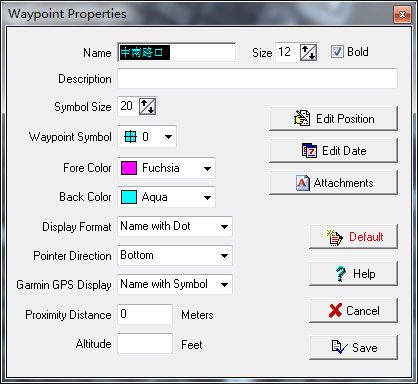 Waypoint Properties
Name 中南路口 Size 12 Bold
Description
Symbol Size 20
Edit Position
Waypoint Symbol 0
Edit Date
Fore Color Fuchsia
Attachments
Back Color Aqua
Display Format Name with Dot
Default
Pointer Direction Bottom
Help
Garmin GPS Display Name with Symbol
Proximity Distance 0 Meters
Cancel
Altitude Feet
Save